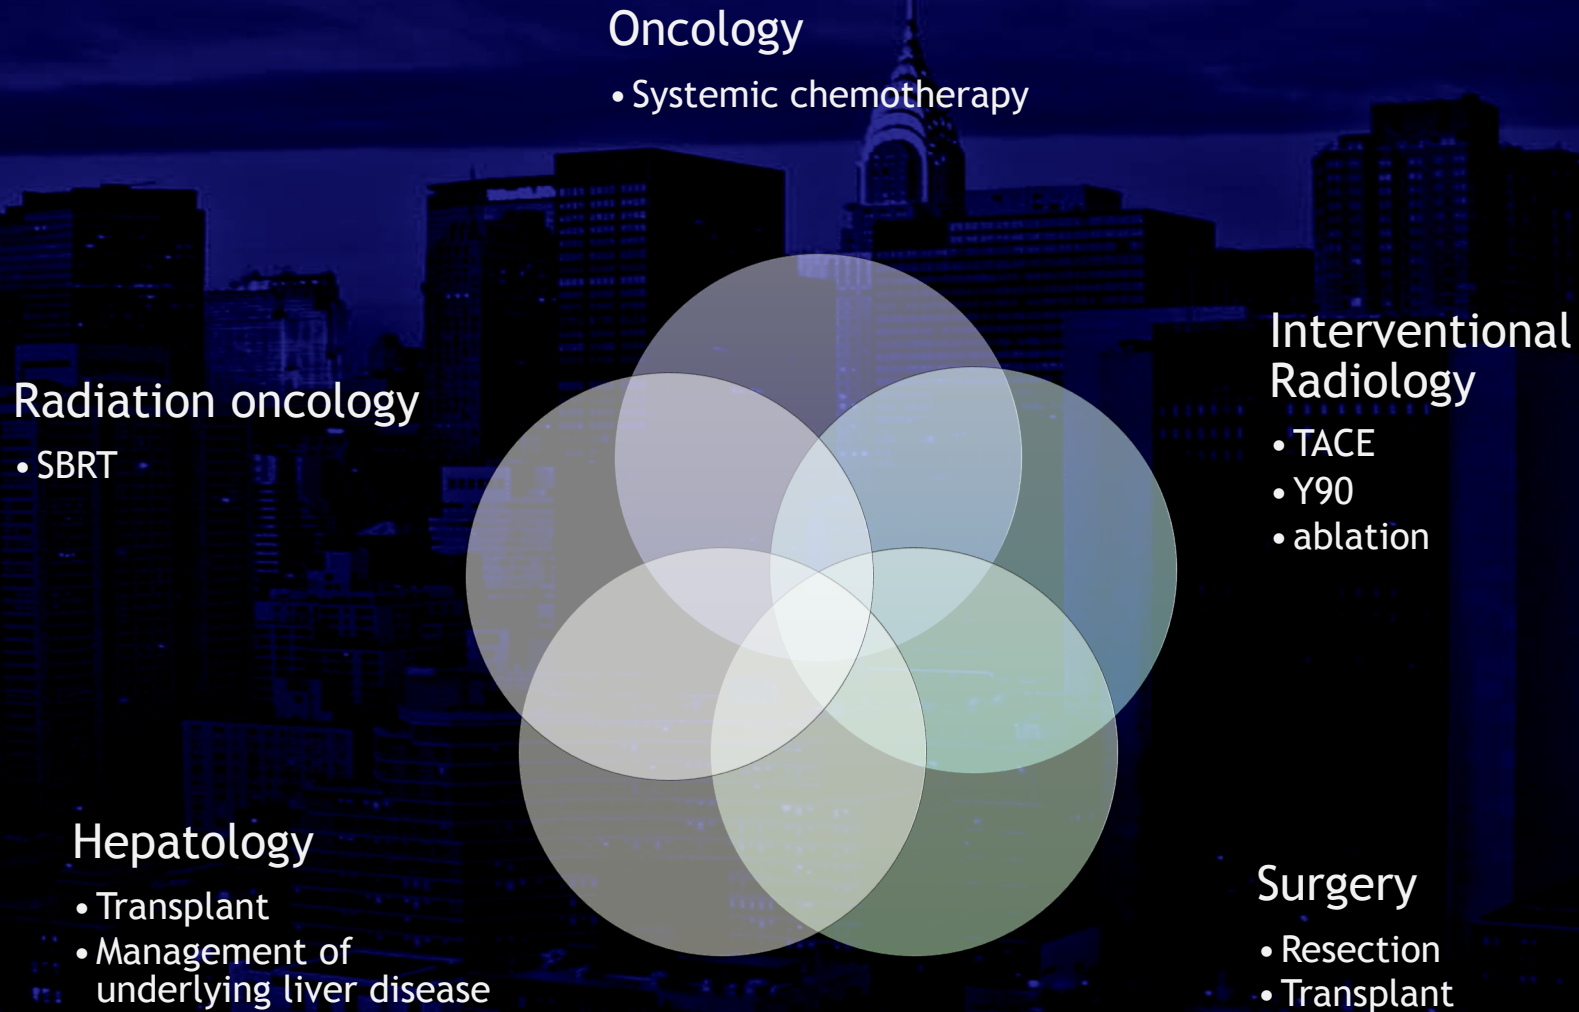 Oncology
• Systemic chemotherapy
Interventional
Radiology
• TACE
• Y90
• ablation
Radiation oncology
• SBRT
Hepatology
• Transplant
• Management of
underlying liver disease
Surgery
• Resection
• Transplant